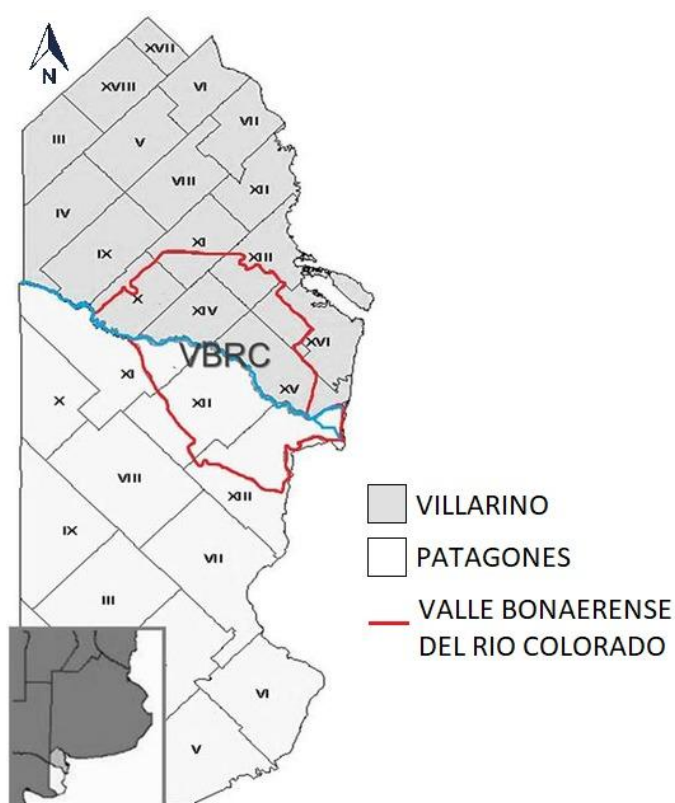 N
XVII
XVIII
VI
VII
III
V
VIII
XII
IV
IX
XI
XIII
X
XIV
XVI
VBRC
XV
XI
XII
X
VIII
XIII
IX
VII
III
VI
V
VILLARINO
PATAGONES
VALLE BONAERENSE
DEL RIO COLORADO